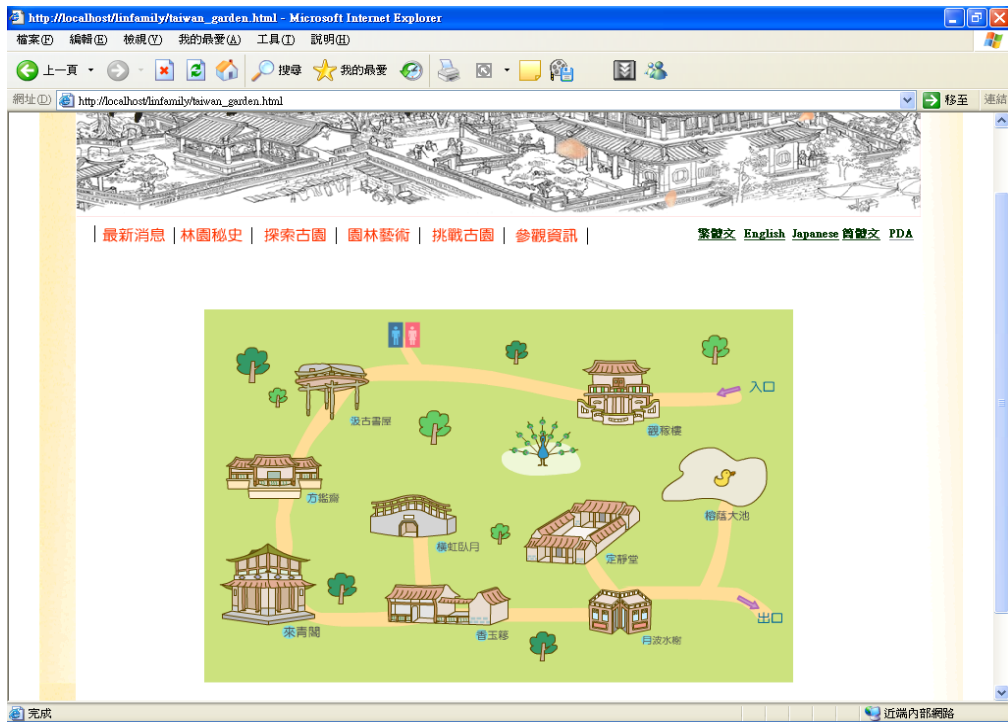 http://localhost/linfamily/taiwan_garden.html - Microsoft Internet Explorer
檔案(F) 編輯(E) 檢視(V) 我的最愛(A) 工具(T) 說明(H)
上一頁 搜尋 我的最愛
網址(D) http://localhost/linfamily/taiwan_garden.html 移至 連結
最新消息 | 林園秘史 | 探索古園 | 園林藝術 | 挑戰古園 | 參觀資訊 |
繁體文 English Japanese 簡體文 PDA
入口
汲古書屋
觀稼樓
方鑑齋
榕蔭大池
橫虹臥月
定靜堂
出口
來青閣
香玉簃
月波水榭
完成 近端內部網路